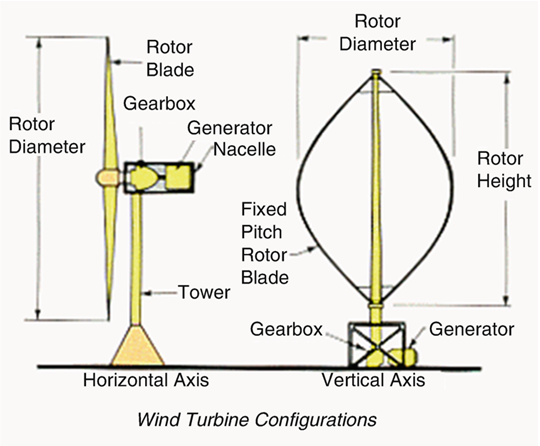 Rotor
Blade
Gearbox
Generator
Nacelle
Rotor
Diameter
Tower
Horizontal Axis
Rotor
Diameter
Rotor
Height
Fixed
Pitch
Rotor
Blade
Gearbox
Generator
Vertical Axis
Wind Turbine Configurations